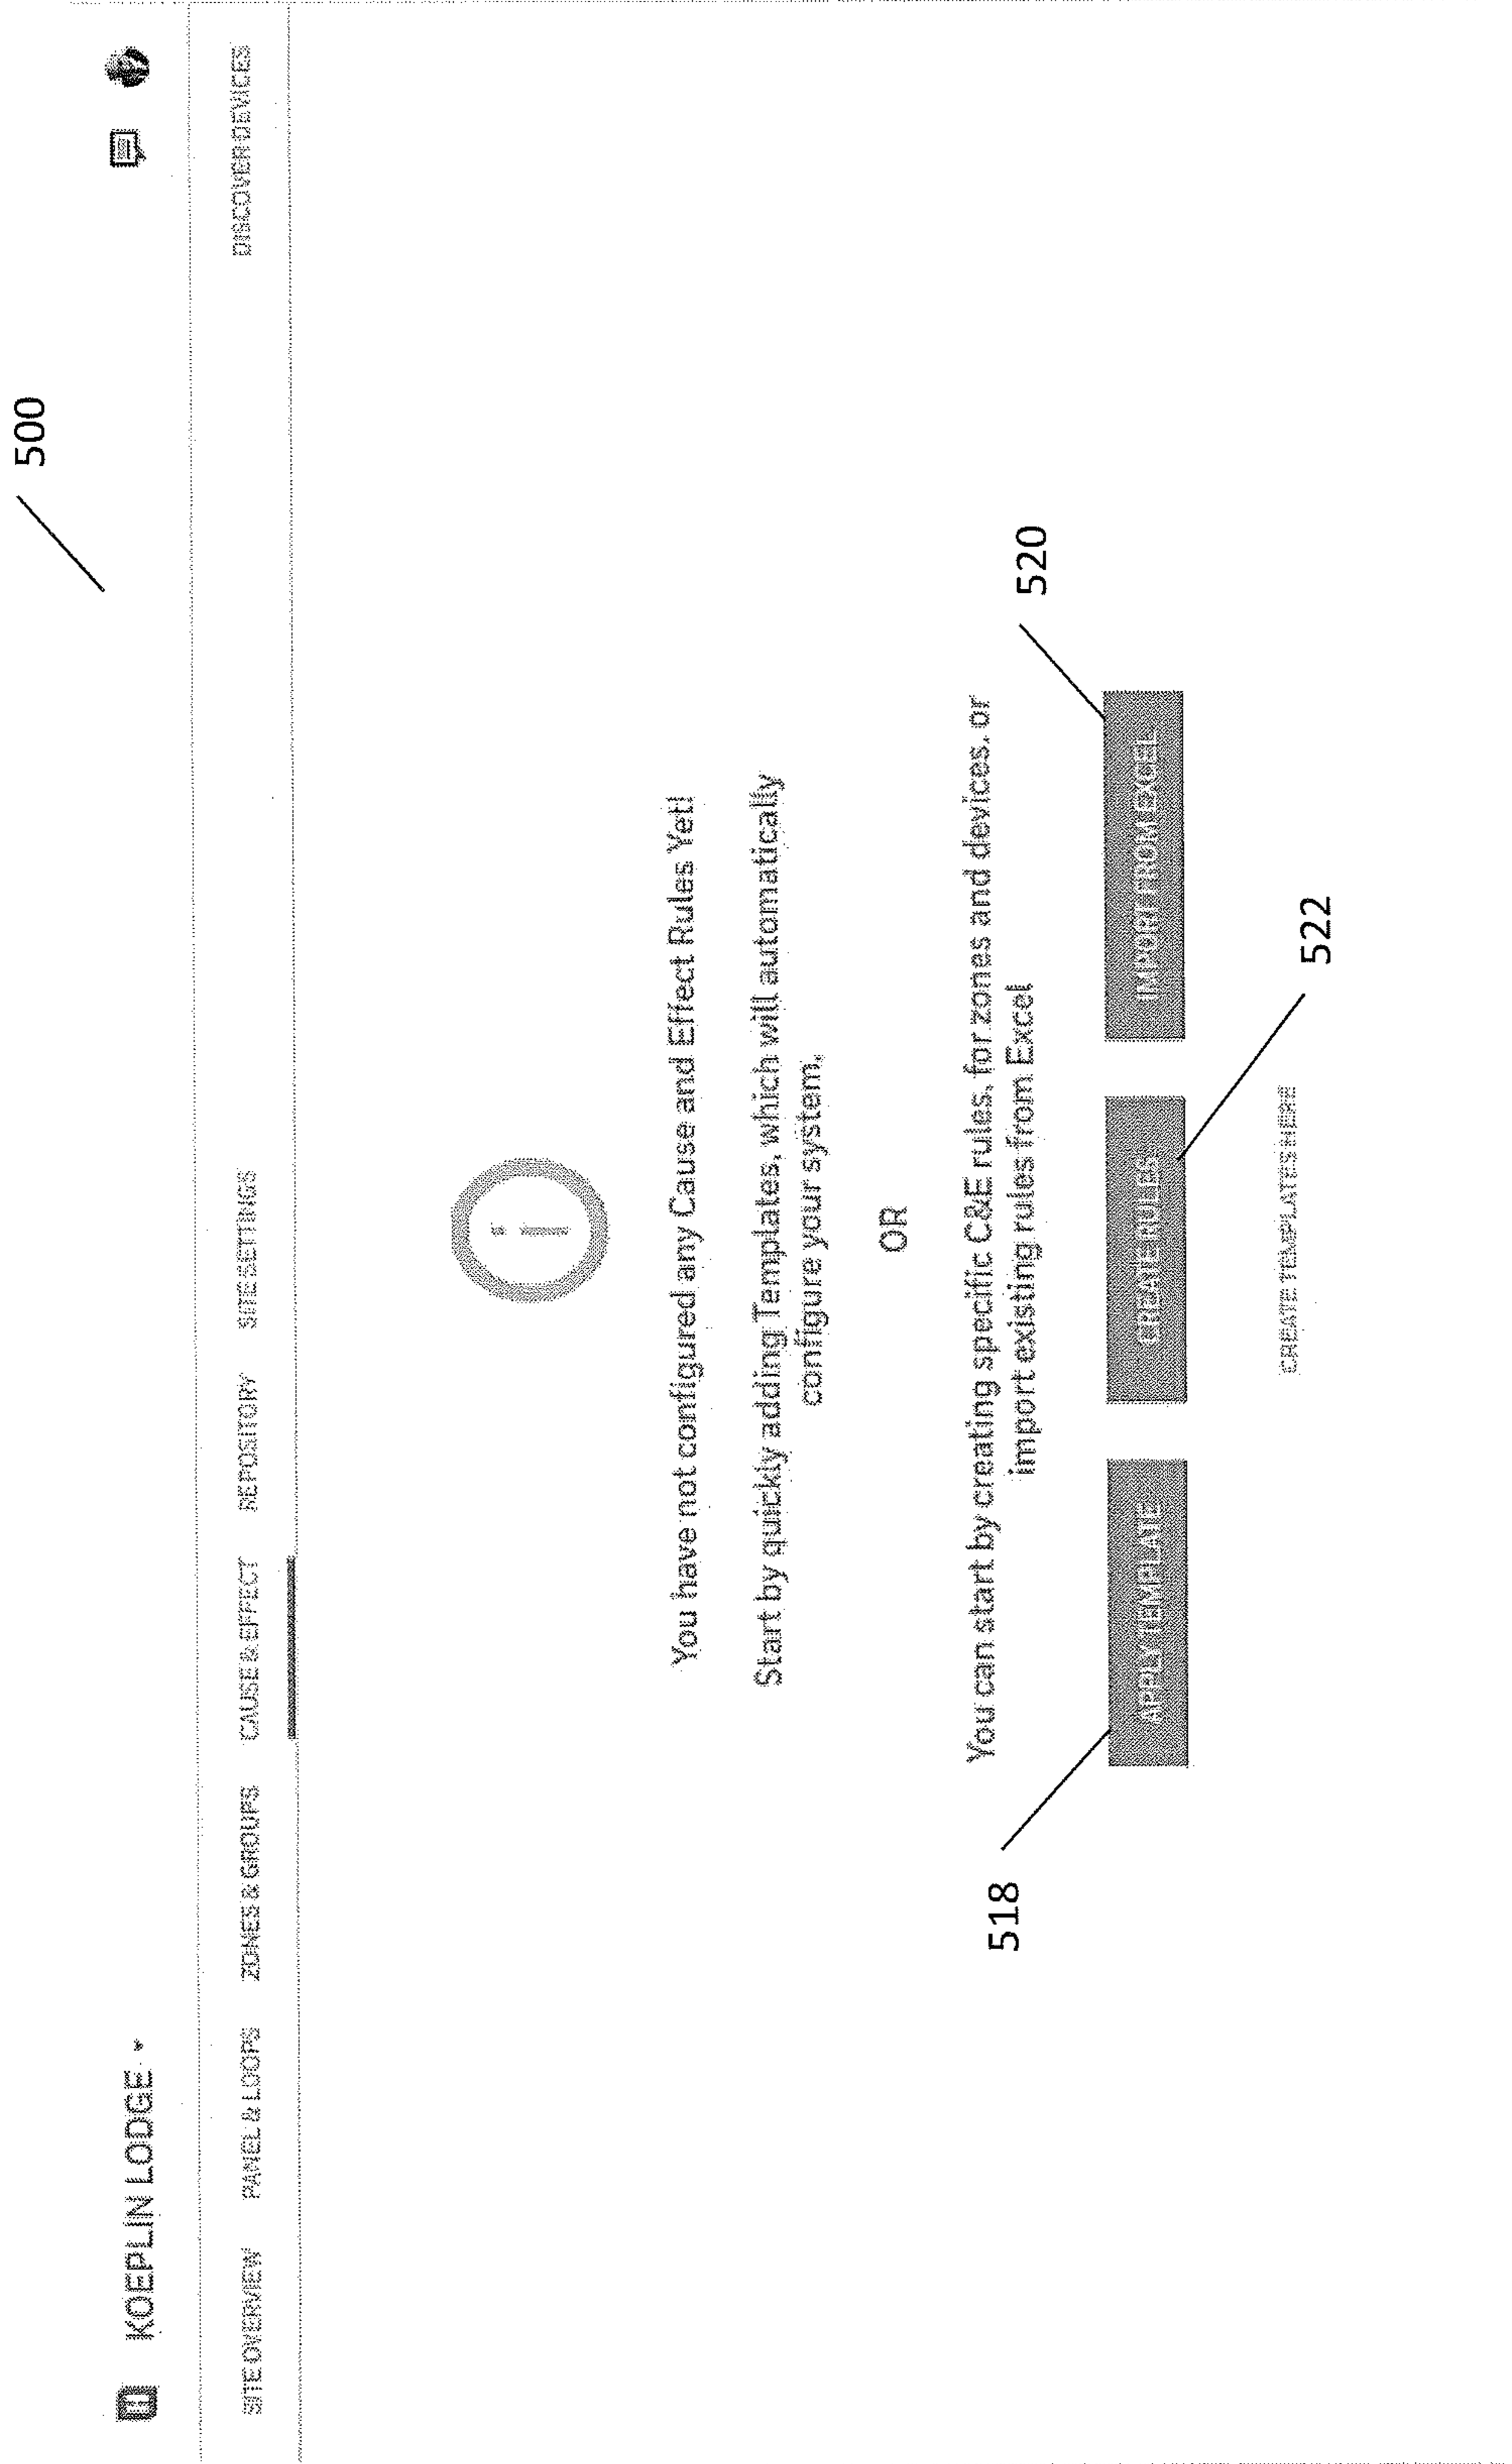 500
KOEPLIN LODGE
SITE OVERVIEW
PANEL & LOOPS
ZONES & GROUPS
CAUSE & EFFECT
REPOSITORY
SITE SETTINGS
DISCOVER DEVICES
i
You have not configured any Cause and Effect Rules Yet!
Start by quickly adding Templates, which will automatically
configure your system,
OR
You can start by creating specific C&E rules, for zones and devices, or
import existing rules from Excel
518
520
APPLY TEMPLATE
CREATE RULES
IMPORT FROM EXCEL
522
CREATE TEMPLATES HERE